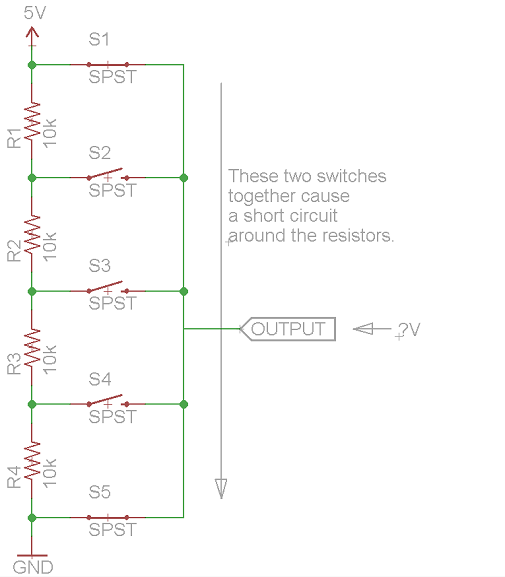 5V
S1
SPST
R1
10k
S2
SPST
These two switches
together cause
a short circuit
around the resistors.
R2
10k
S3
SPST
OUTPUT
?V
R3
10k
S4
SPST
R4
10k
S5
SPST
GND